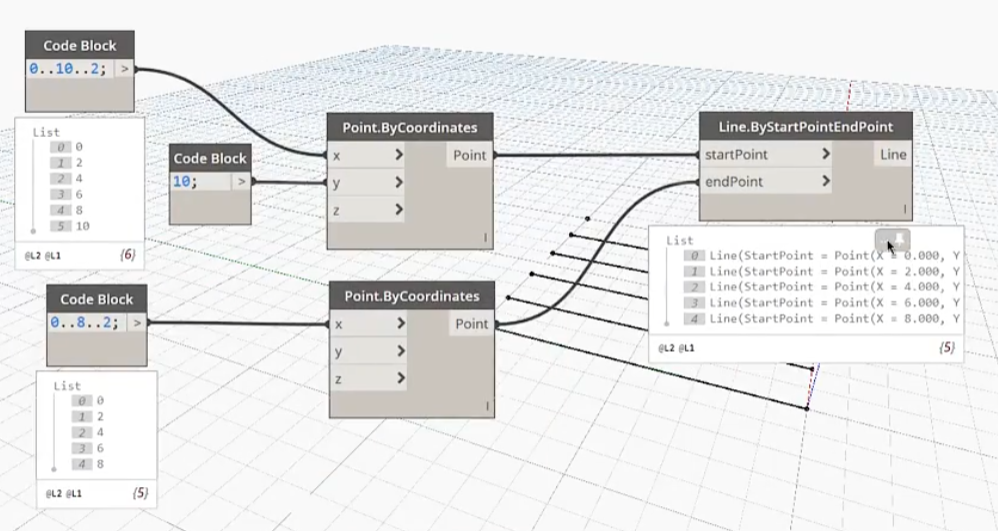 Code Block
0..10..2; >
List
0 0
1 2
2 4
3 6
4 8
5 10
@L2 @L1 {6}
Code Block
10; >
Point.ByCoordinates
x > Point
y >
z >
l
Line.ByStartPointEndPoint
startPoint > Line
endPoint >
l
List
0 Line(StartPoint = Point(X = 0.000, Y
1 Line(StartPoint = Point(X = 2.000, Y
2 Line(StartPoint = Point(X = 4.000, Y
3 Line(StartPoint = Point(X = 6.000, Y
4 Line(StartPoint = Point(X = 8.000, Y
@L2 @L1 {5}
Code Block
0..8..2; >
List
0 0
1 2
2 4
3 6
4 8
@L2 @L1 {5}
Point.ByCoordinates
x > Point
y >
z >
l